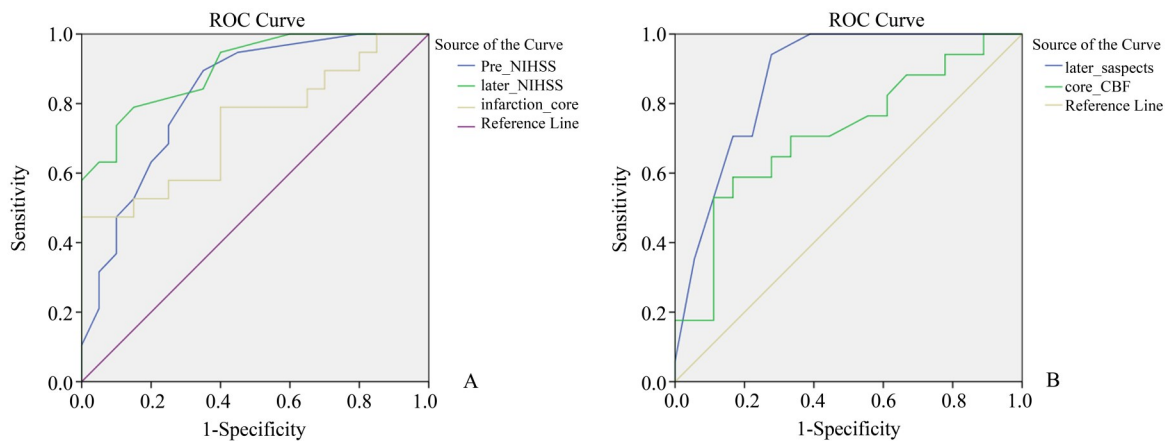 ROC Curve
Source of the Curve
Pre_NIHSS
later_NIHSS
infarction_core
Reference Line
1.0
0.8
0.6
0.4
0.2
0.0
Sensitivity
0.0 0.2 0.4 0.6 0.8 1.0
1-Specificity
A
ROC Curve
Source of the Curve
later_saspects
core_CBF
Reference Line
1.0
0.8
0.6
0.4
0.2
0.0
Sensitivity
0.0 0.2 0.4 0.6 0.8 1.0
1-Specificity
B